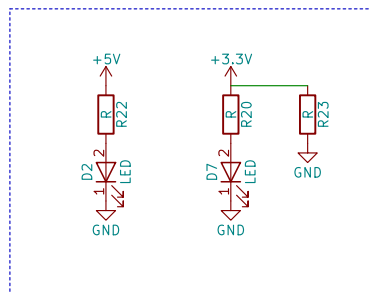 +5V
+3.3V
R
R22
R
R20
R
R23
2
D2
LED
1
2
D7
LED
1
GND
GND
GND